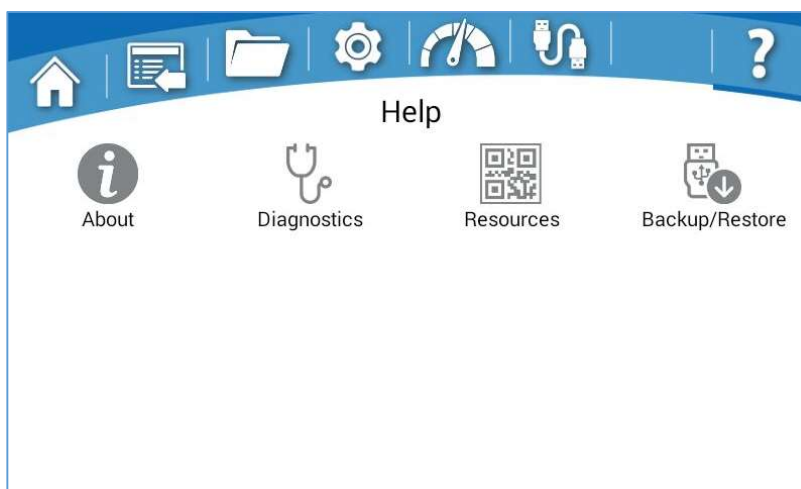 Help
About
Diagnostics
Resources
Backup/Restore